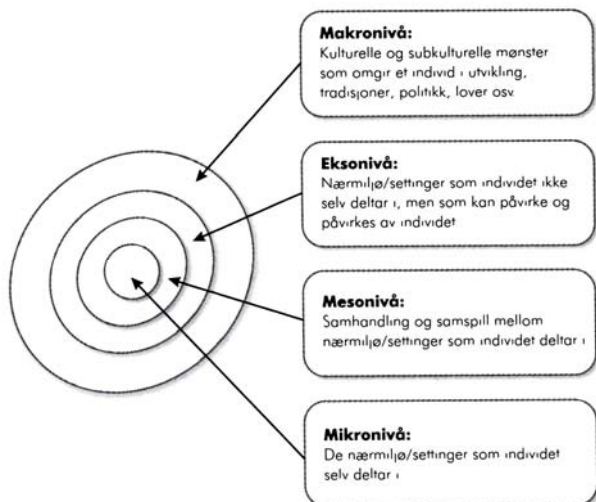 Makronivå:
Kulturelle og subkulturelle mønster
som omgir et individ i utvikling,
tradisjoner, politikk, lover osv.
Eksonivå:
Nærmiljø/settinger som individet ikke
selv deltar i, men som kan påvirke og
påvirkes av individet
Mesonivå:
Samhandling og samspill mellom
nærmiljø/settinger som individet deltar i
Mikronivå:
De nærmiljø/settinger som individet
selv deltar i